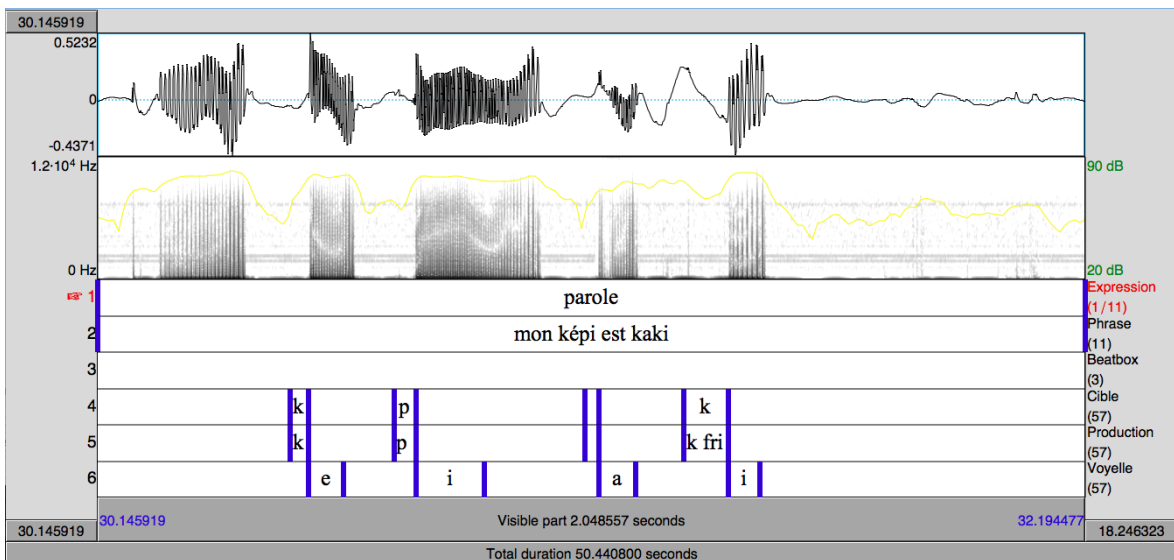 30.145919
0.5232
0
-0.4371
1.2·10⁴ Hz
90 dB
0 Hz
20 dB
☞ 1 parole Expression
(1/11)
2 mon képi est kaki Phrase
(11)
3 Beatbox
(3)
4 k p k Cible
(57)
5 k p k fri Production
(57)
6 e i a i Voyelle
(57)
30.145919 Visible part 2.048557 seconds 32.194477
30.145919 18.246323
Total duration 50.440800 seconds